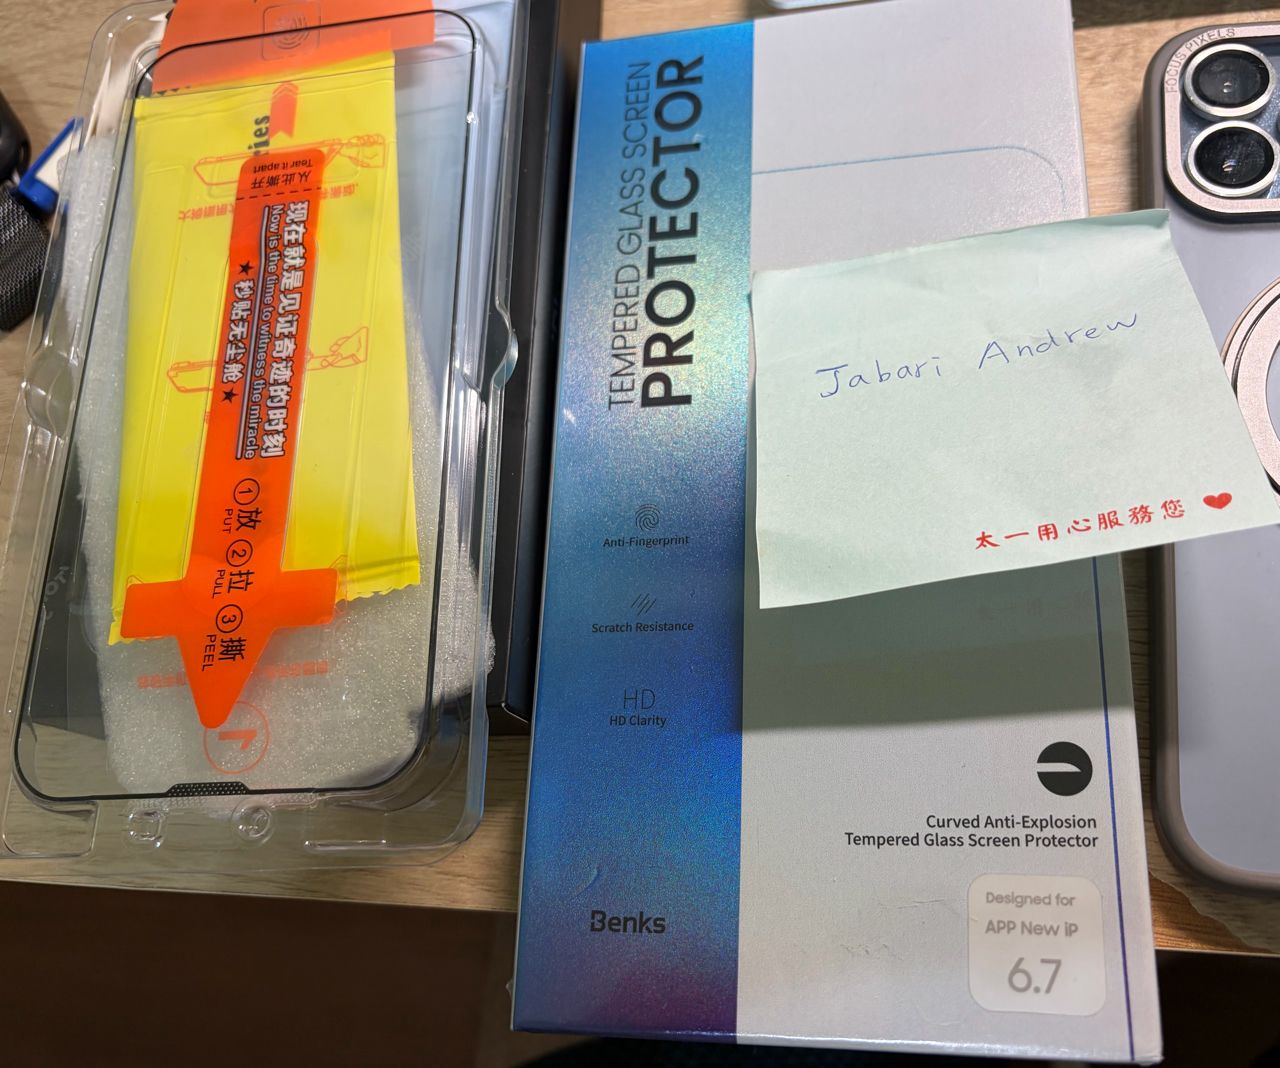 ries
Tear it apart
从此撕开
现在就是见证奇迹的时刻
Now is the time to witness the miracle
★秒贴无尘舱★
①放 ②拉 ③撕
PUT PULL PEEL
1
TEMPERED GLASS SCREEN
PROTECTOR
Anti-Fingerprint
Scratch Resistance
HD
HD Clarity
Benks
Jabari Andrew
太一用心服務您
Curved Anti-Explosion
Tempered Glass Screen Protector
Designed for
APP New iP
6.7
FOCUS PIXELS